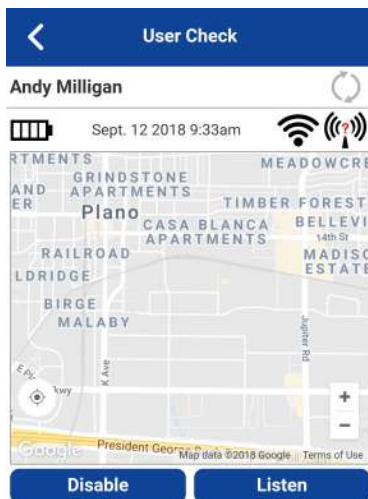 User Check
Andy Milligan
Sept. 12 2018 9:33am
RTMENTS
MEADOWCRE
GRINDSTONE
AND APARTMENTS
ER
TIMBER FOREST
Plano
CASA BLANCA BELLEVI
APARTMENTS
14th St
RAILROAD
MADISO
ESTATE
LDRIDGE
BIRGE
MALABY
Jupiter Rd
K Ave
E P
kwy
+
−
Google
President Geor
Map data ©2018 Google Terms of Use
Disable Listen